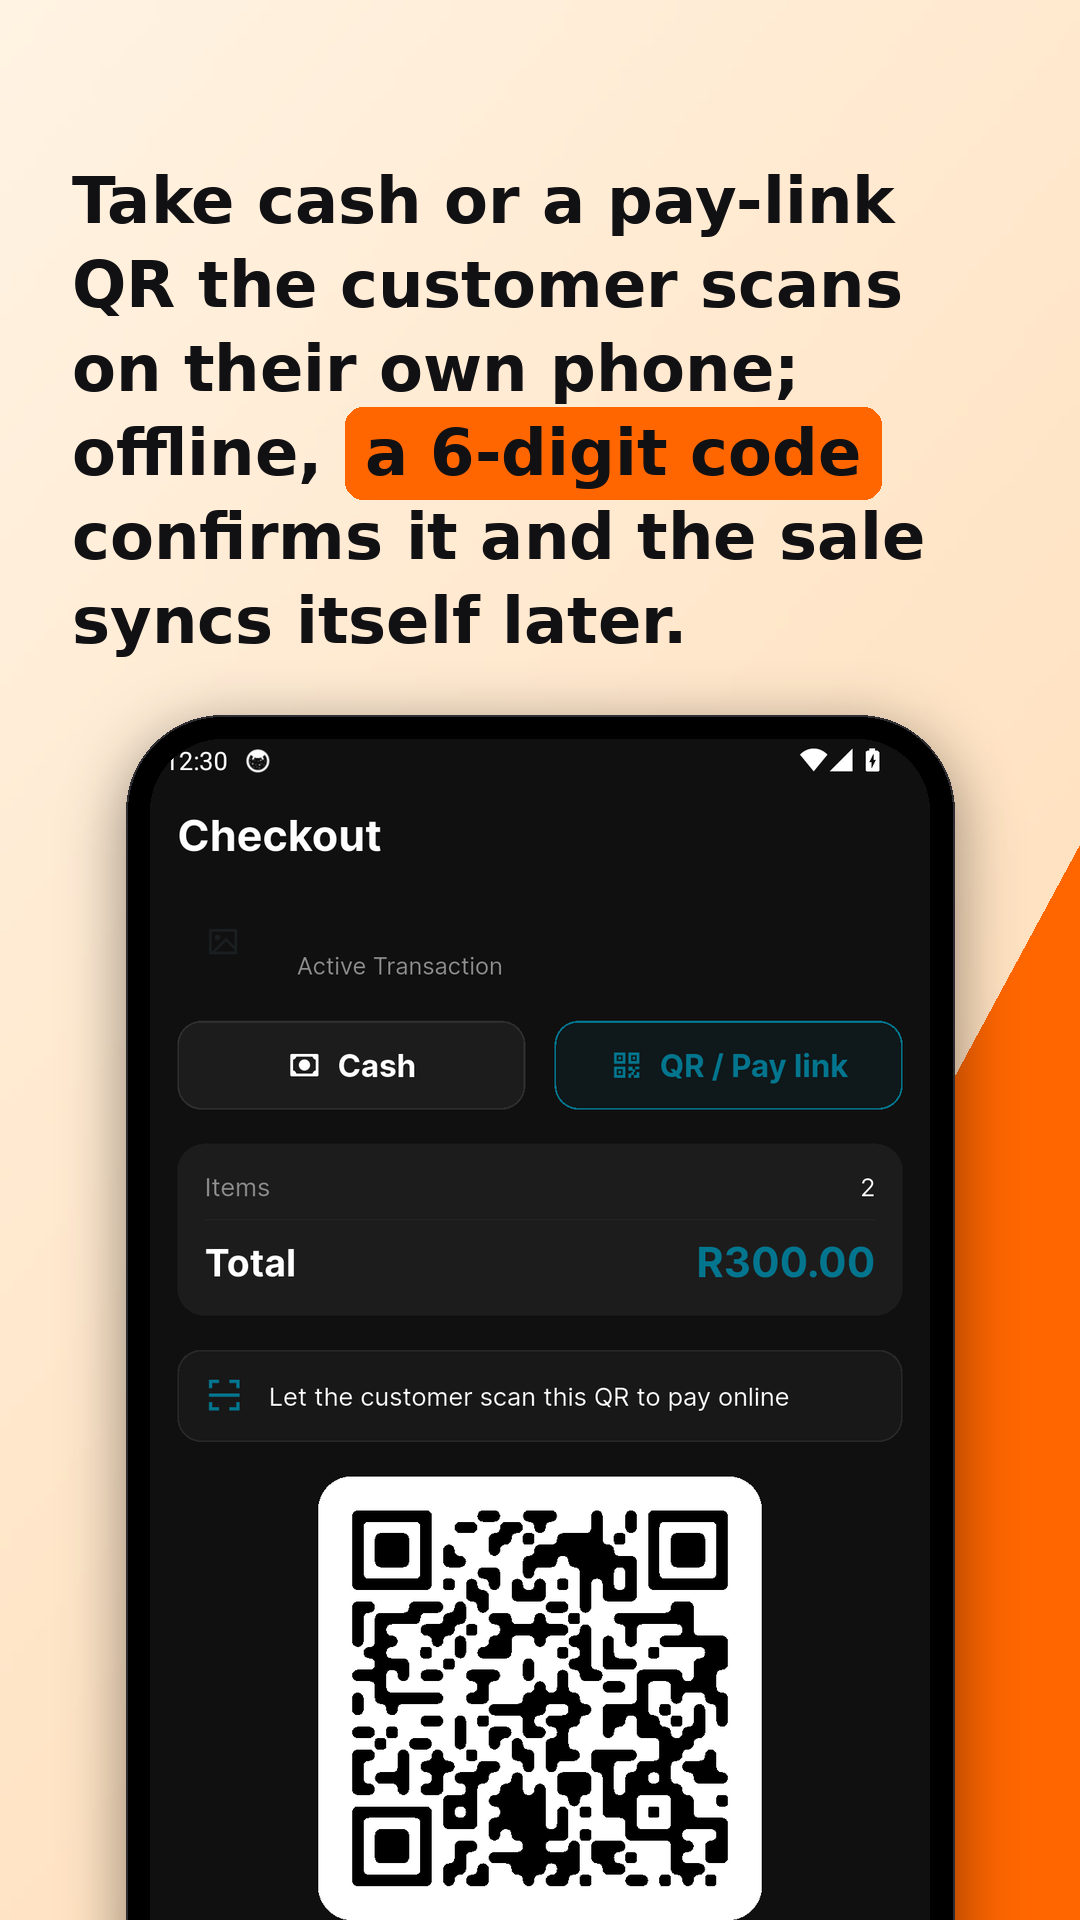 Take cash or a pay-link
QR the customer scans
on their own phone;
offline, a 6-digit code
confirms it and the sale
syncs itself later.
12:30
Checkout
Active Transaction
Cash
QR / Pay link
Items 2
Total R300.00
Let the customer scan this QR to pay online